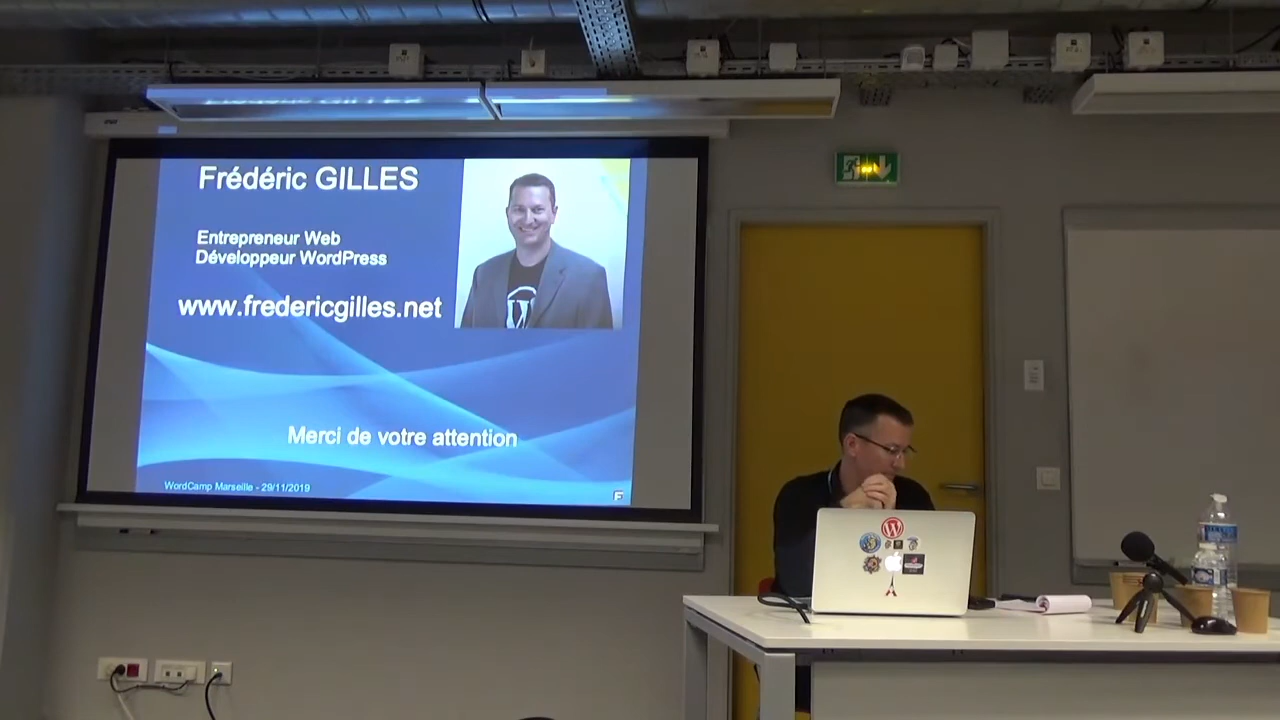 Frédéric GILLES
Entrepreneur Web
Développeur WordPress
www.fredericgilles.net
Merci de votre attention
WordCamp Marseille - 29/11/2019